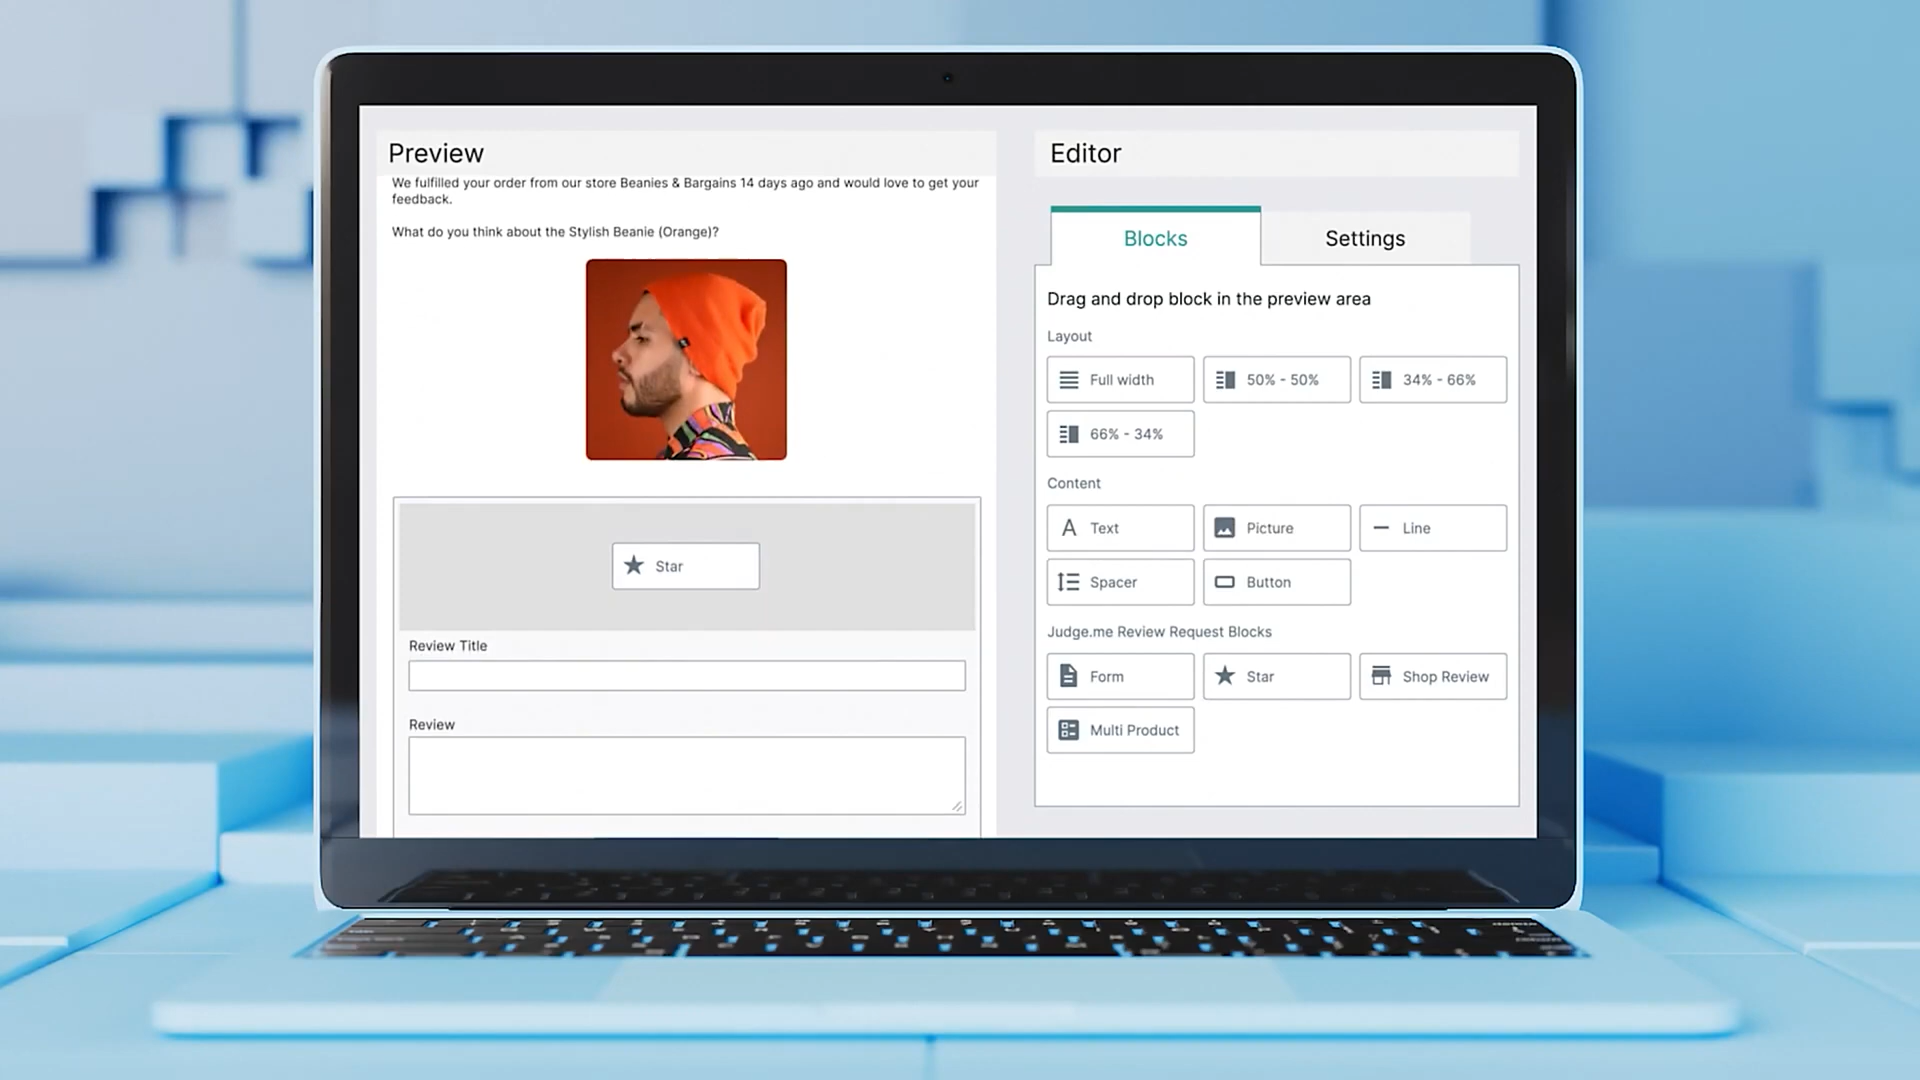 Preview
We fulfilled your order from our store Beanies & Bargains 14 days ago and would love to get your
feedback.
What do you think about the Stylish Beanie (Orange)?
Star
Review Title
Review
Editor
Blocks
Settings
Drag and drop block in the preview area
Layout
Full width
50% - 50%
34% - 66%
66% - 34%
Content
Text
Picture
Line
Spacer
Button
Judge.me Review Request Blocks
Form
Star
Shop Review
Multi Product